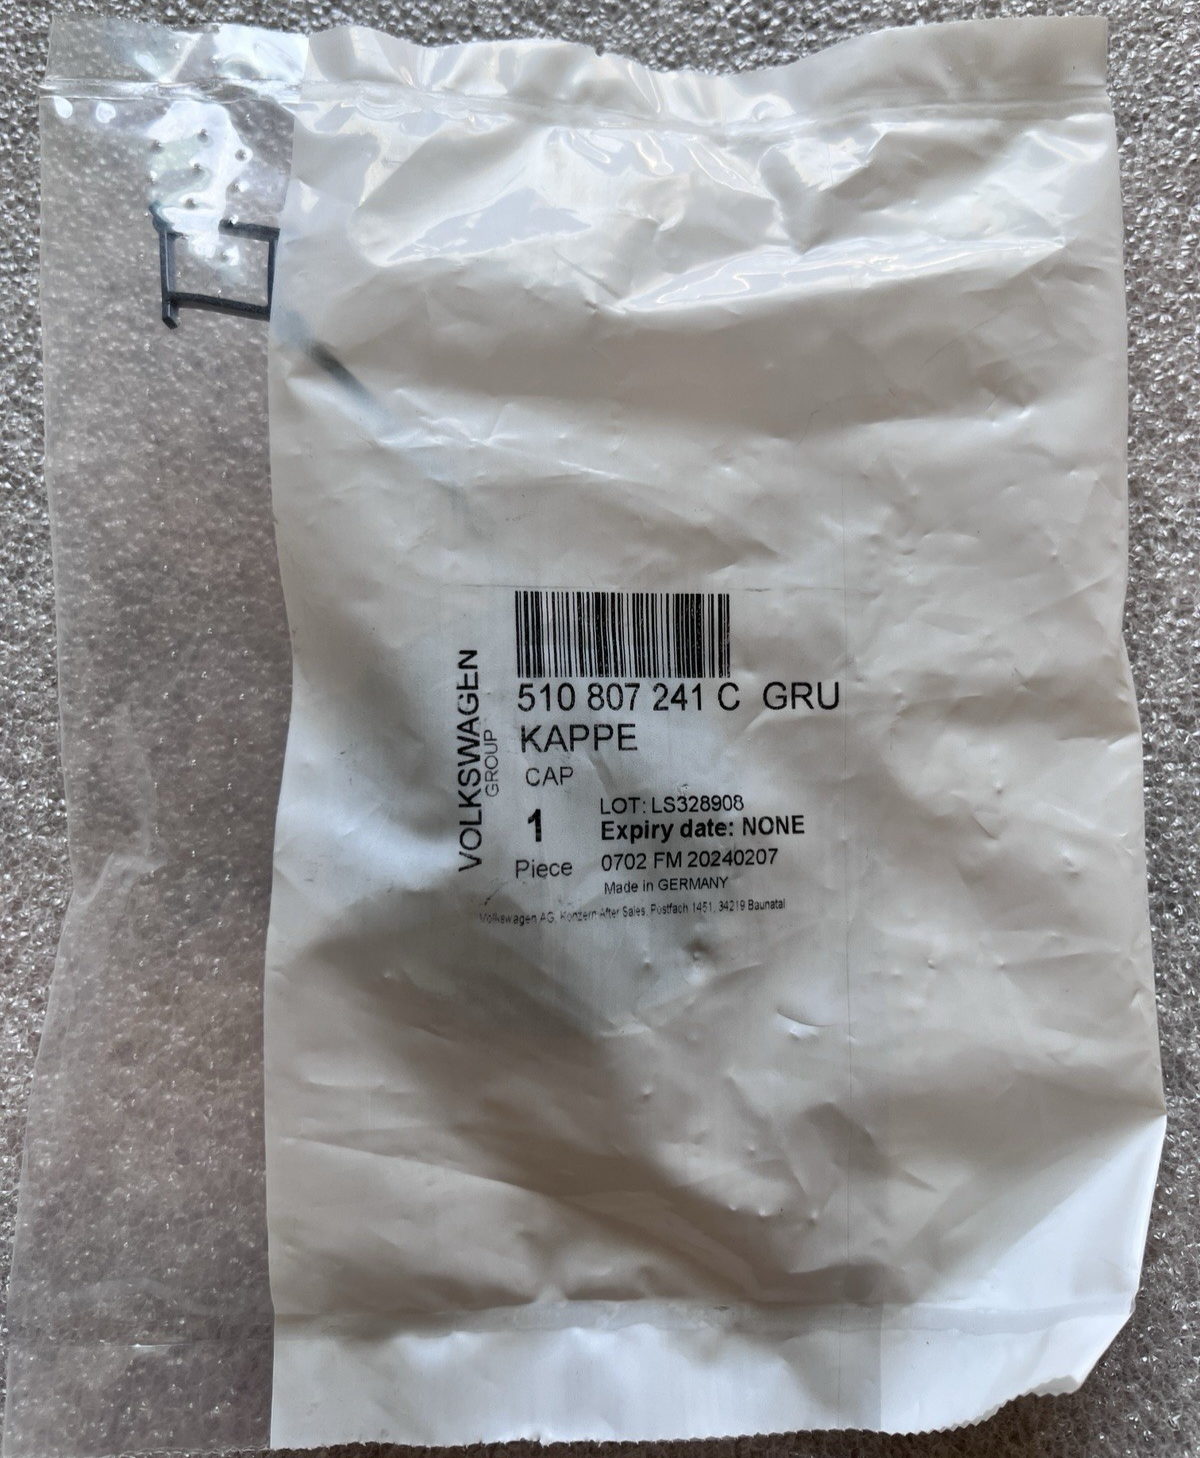 VOLKSWAGEN
GROUP
510 807 241 C GRU
KAPPE
CAP
1
Piece
LOT: LS328908
Expiry date: NONE
0702 FM 20240207
Made in GERMANY
Volkswagen AG, Konzern After Sales, Postfach 1451, 34219 Baunatal